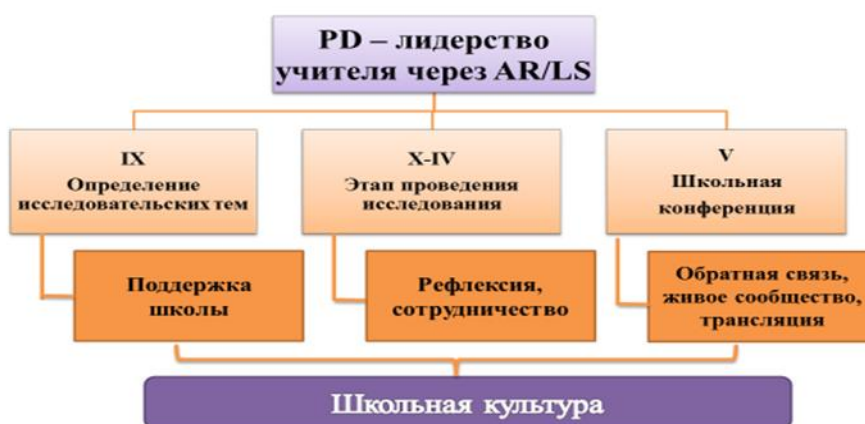 PD – лидерство
учителя через AR/LS
IX
Определение
исследовательских тем
X-IV
Этап проведения
исследования
V
Школьная
конференция
Поддержка
школы
Рефлексия,
сотрудничество
Обратная связь,
живое сообщество,
трансляция
Школьная культура